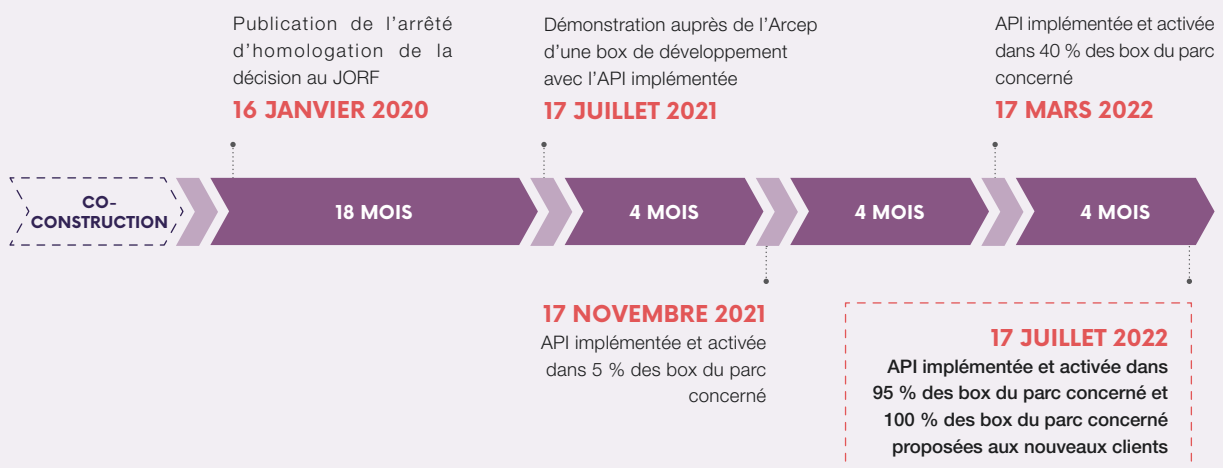 Publication de l'arrêté
d'homologation de la
décision au JORF
16 JANVIER 2020
Démonstration auprès de l'Arcep
d'une box de développement
avec l'API implémentée
17 JUILLET 2021
API implémentée et activée
dans 40 % des box du parc
concerné
17 MARS 2022
CO-
CONSTRUCTION
18 MOIS
4 MOIS
4 MOIS
4 MOIS
17 NOVEMBRE 2021
API implémentée et activée
dans 5 % des box du parc
concerné
17 JUILLET 2022
API implémentée et activée dans
95 % des box du parc concerné et
100 % des box du parc concerné
proposées aux nouveaux clients